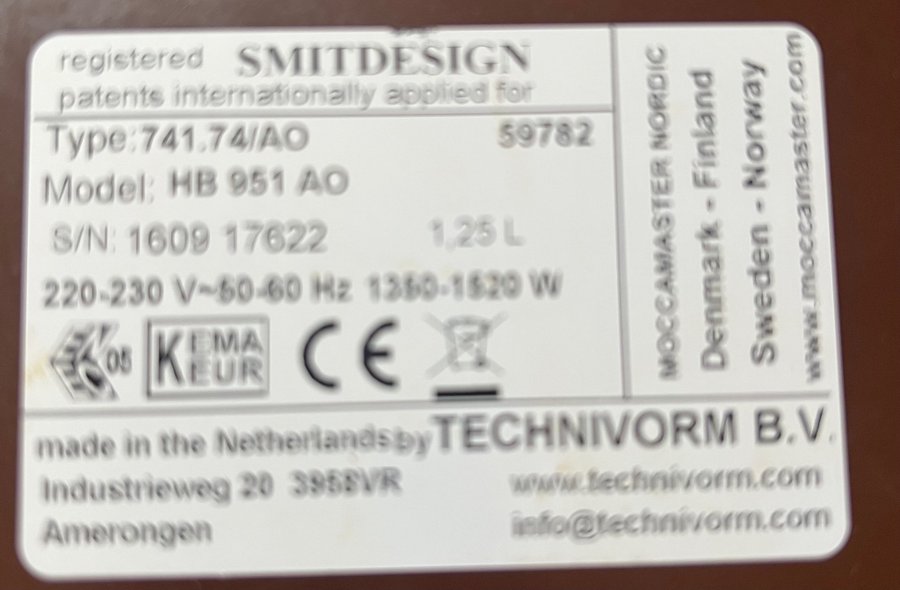 registered SMITDESIGN
patents internationally applied for
Type:741.74/AO 59782
Model: HB 951 AO
S/N: 1609 17622 1,25 L
220-230 V~50-60 Hz 1350-1520 W
05 KEMA
KEUR
CE
MOCCAMASTER NORDIC
Denmark - Finland
Sweden - Norway
www.moccamaster.com
made in the Netherlands by TECHNIVORM B.V.
Industrieweg 20 3958VR www.technivorm.com
Amerongen info@technivorm.com